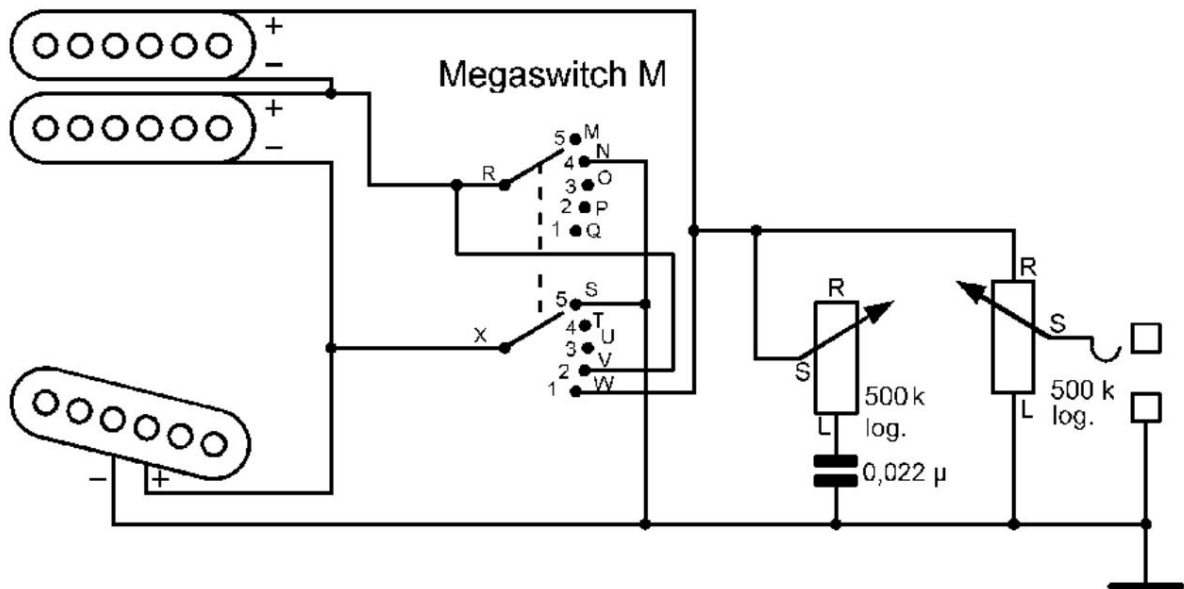 +
−
Megaswitch M
+
−
5 M
4 N
R 3 O
2 P
1 Q
5 S
4 T
X 3 U
2 V
1 W
− +
R
S
500 k
log.
L
0,022 µ
R
S
L 500 k
log.